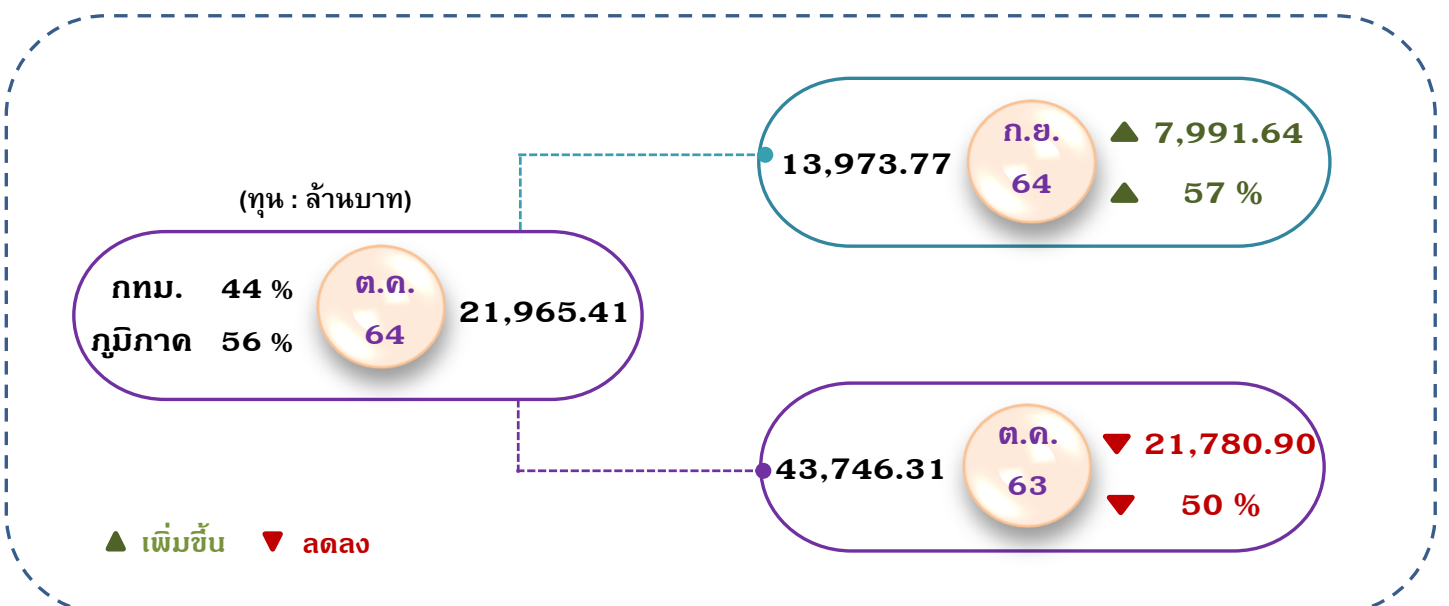 (ทุน : ล้านบาท)
กทม. 44 %
ภูมิภาค 56 %
ต.ค.
64
21,965.41
13,973.77
ก.ย.
64
▲ 7,991.64
▲ 57 %
43,746.31
ต.ค.
63
▼ 21,780.90
▼ 50 %
▲ เพิ่มขึ้น ▼ ลดลง